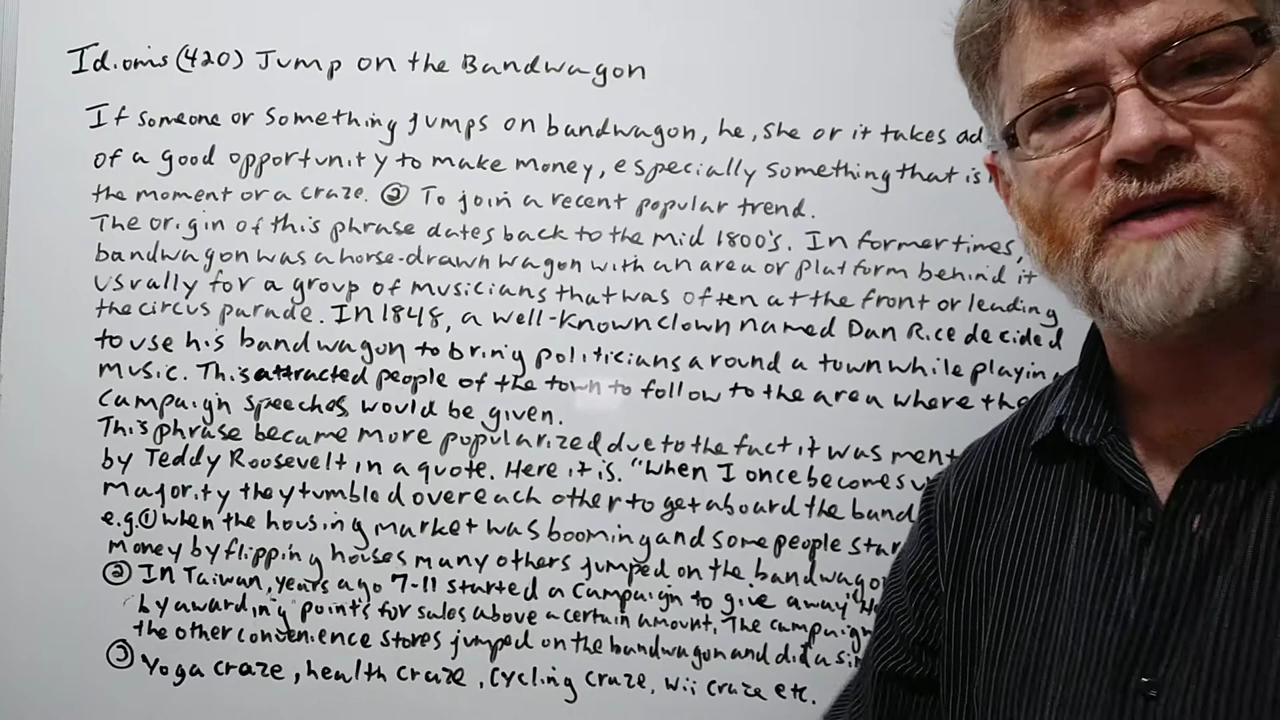 Idioms (420) Jump on the Bandwagon
If someone or something jumps on bandwagon, he, she or it takes
of a good opportunity to make money, especially something that is
the moment or a craze. ② To join a recent popular trend.
The origin of this phrase dates back to the mid 1800's. In former times,
bandwagon was a horse-drawn wagon with an area or platform behind it
usually for a group of musicians that was often at the front or leading
the circus parade. In 1848, a well-known clown named Dan Rice decided
to use his bandwagon to bring politicians around a town while playin
music. This attracted people of the town to follow to the area where the
campaign speeches would be given.
This phrase became more popularized due to the fact it was ment
by Teddy Roosevelt in a quote. Here it is. "When I once becomes
majority they tumbled over each other to get aboard the band
e.g. ① When the housing market was booming and some people star
money by flipping houses many others jumped on the bandwago
② In Taiwan, years ago 7-11 started a campaign to give away
by awarding points for sales above a certain amount. The campaign
the other convenience stores jumped on the bandwagon and did a si
③ Yoga craze, health craze, cycling craze, wii craze etc.